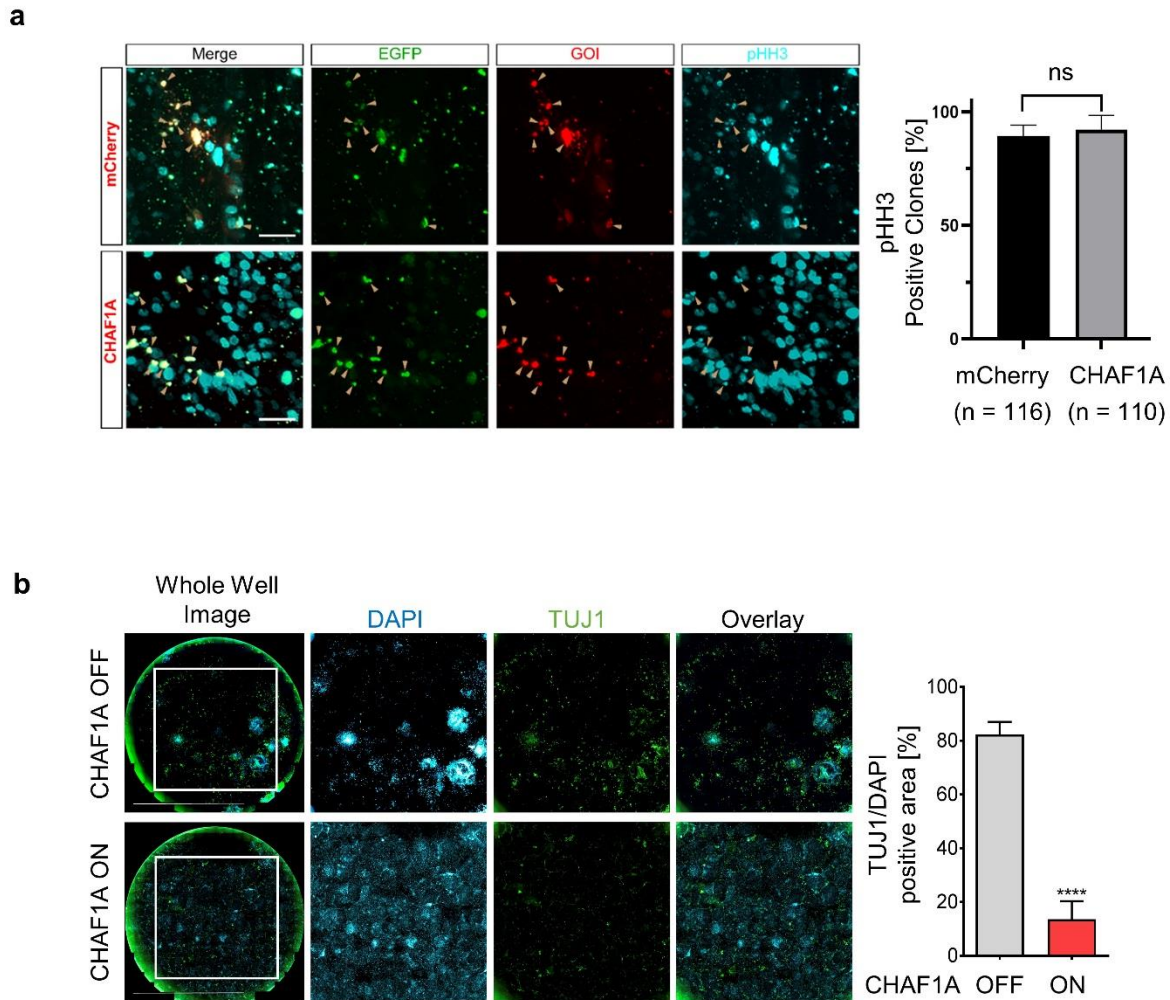 a
Merge
EGFP
GOI
pHH3
mCherry
CHAF1A
ns
pHH3
Positive Clones [%]
100
50
0
mCherry
CHAF1A
(n = 116)
(n = 110)
b
Whole Well
Image
DAPI
TUJ1
Overlay
CHAF1A OFF
CHAF1A ON
TUJ1/DAPI
positive area [%]
100
80
60
40
20
0
****
CHAF1A
OFF
ON